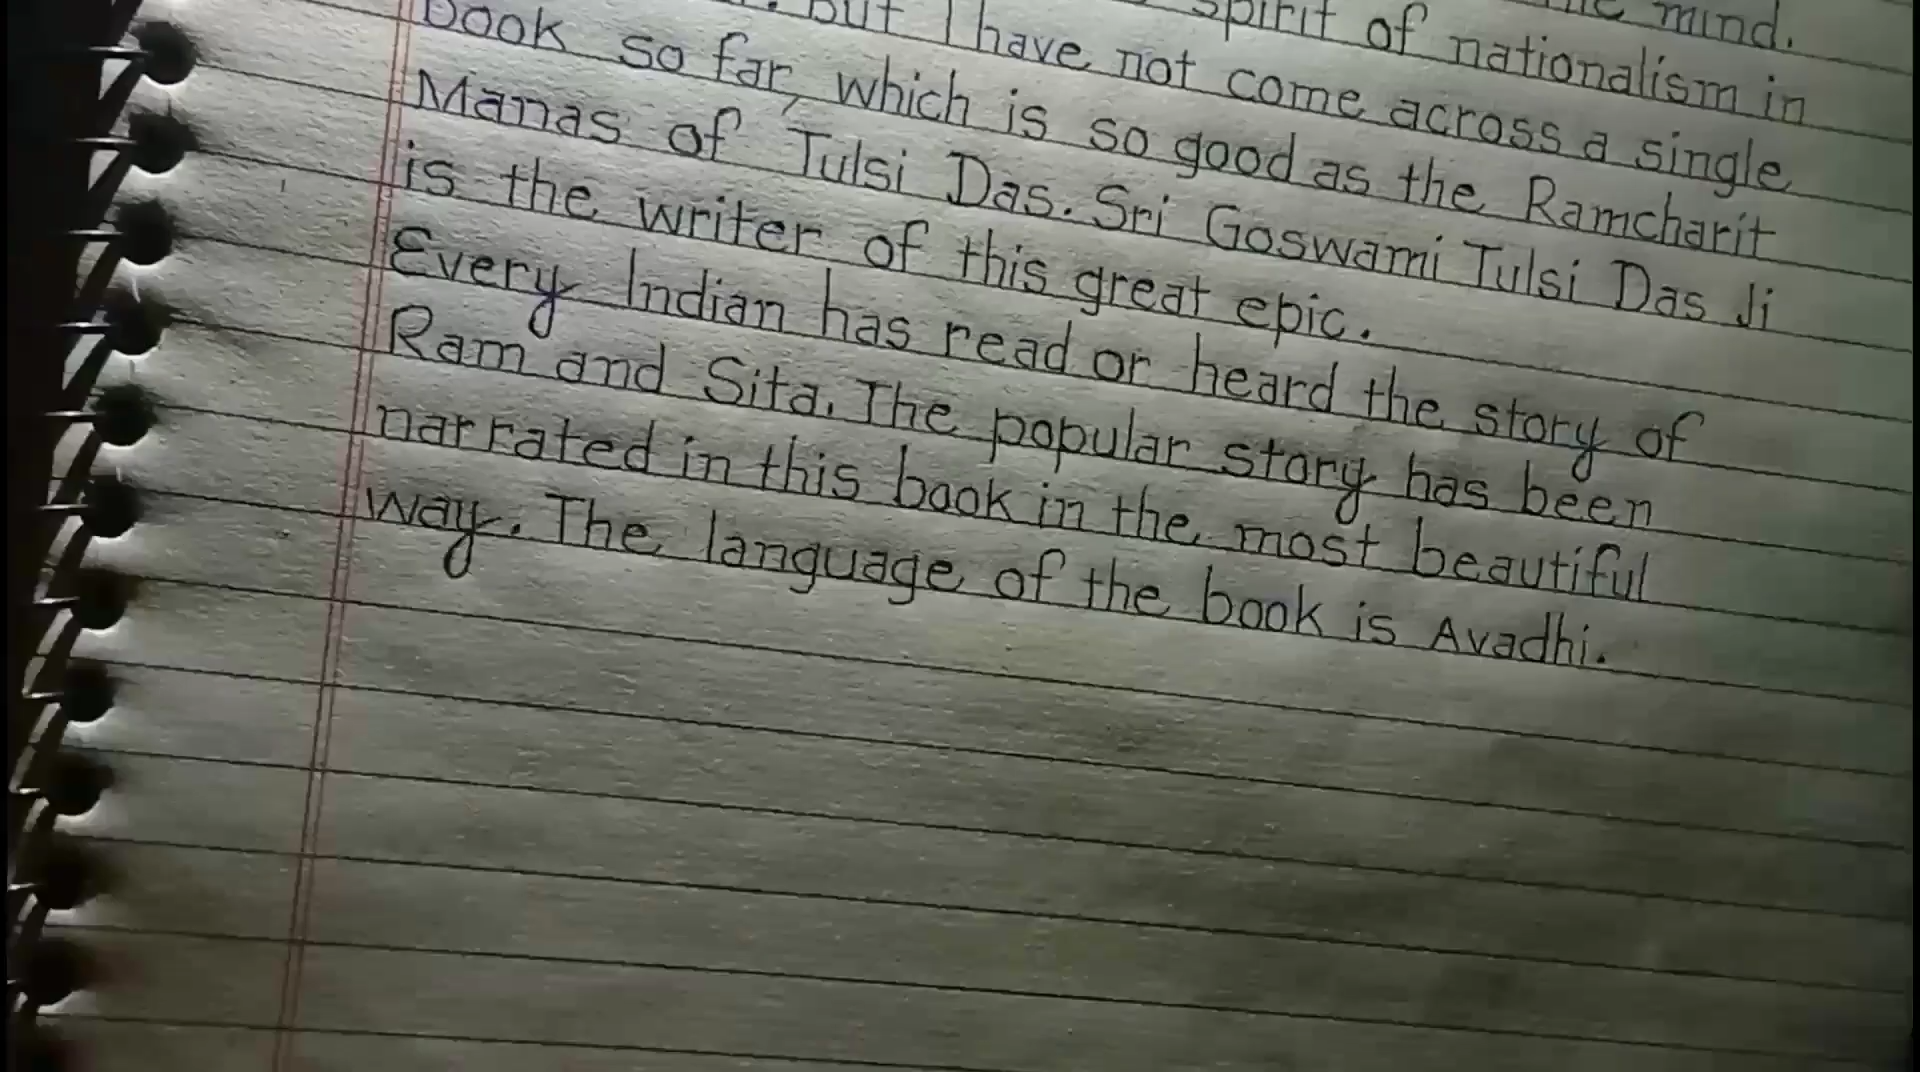 mind.
spirit of nationalism in
But I have not come across a single
book so far, which is so good as the Ramcharit
Manas of Tulsi Das. Sri Goswami Tulsi Das Ji
is the writer of this great epic.
Every Indian has read or heard the story of
Ram and Sita. The popular story has been
narrated in this book in the most beautiful
way. The language of the book is Avadhi.